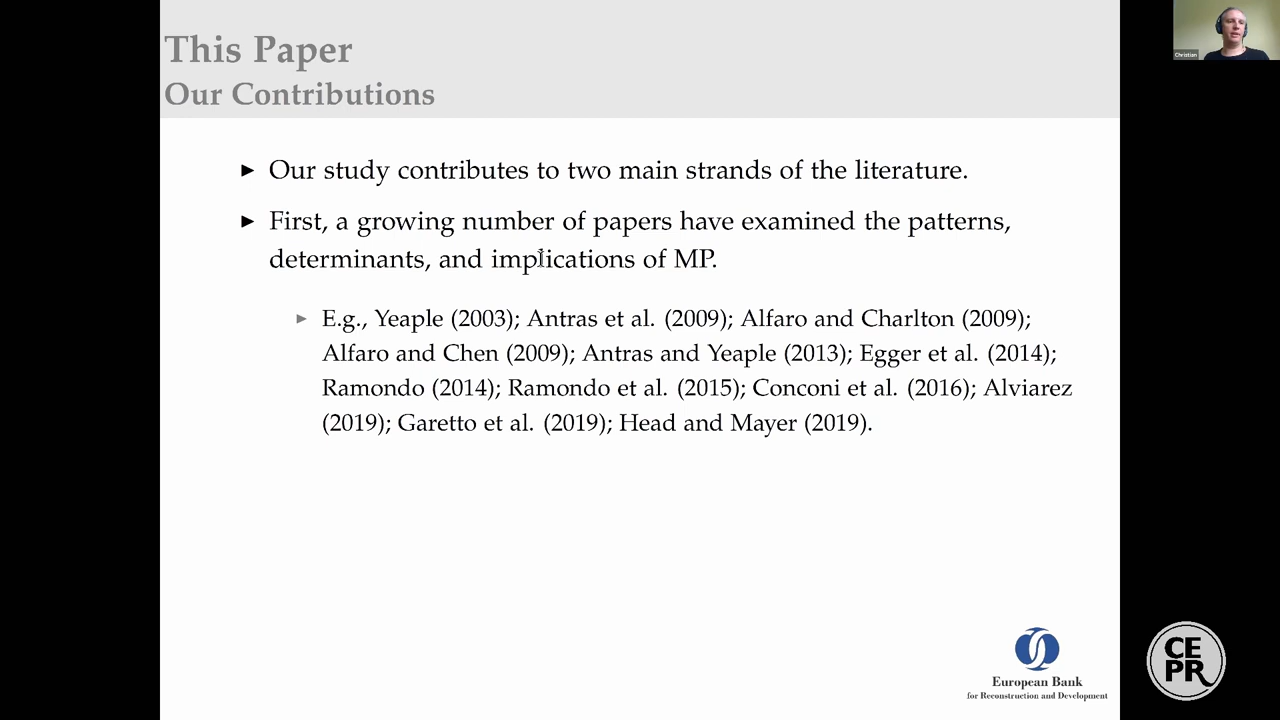 This Paper
Our Contributions
Christian
▶ Our study contributes to two main strands of the literature.
▶ First, a growing number of papers have examined the patterns,
determinants, and implications of MP.
▶ E.g., Yeaple (2003); Antras et al. (2009); Alfaro and Charlton (2009);
Alfaro and Chen (2009); Antras and Yeaple (2013); Egger et al. (2014);
Ramondo (2014); Ramondo et al. (2015); Conconi et al. (2016); Alviarez
(2019); Garetto et al. (2019); Head and Mayer (2019).
European Bank
for Reconstruction and Development
CE
PR